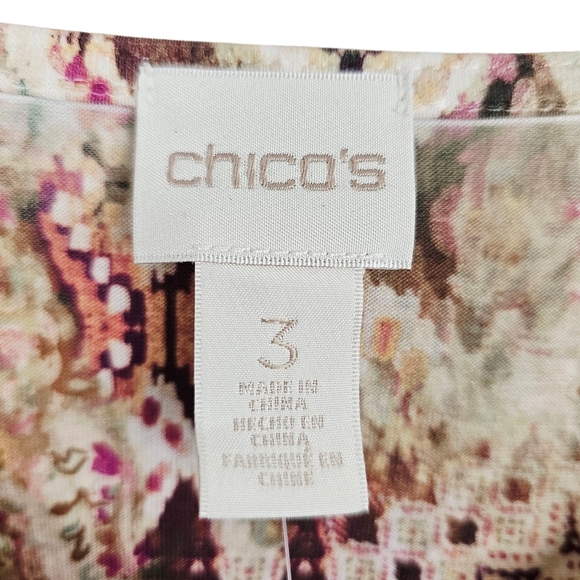 chico's
3
MADE IN
CHINA
HECHO EN
CHINA
FABRIQUÉ EN
CHINE